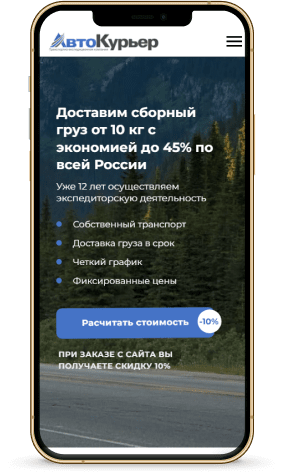 АвтоКурьер
Доставим сборный
груз от 10 кг с
экономией до 45% по
всей России
Уже 12 лет осуществляем
экспедиторскую деятельность
Собственный транспорт
Доставка груза в срок
Четкий график
Фиксированные цены
Расчитать стоимость -10%
ПРИ ЗАКАЗЕ С САЙТА ВЫ
ПОЛУЧАЕТЕ СКИДКУ 10%